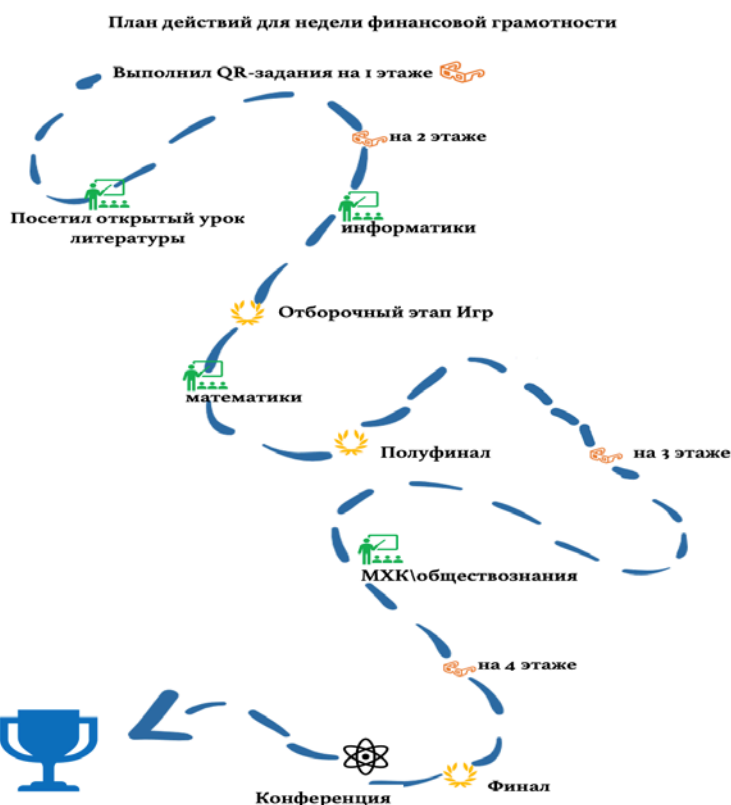 План действий для недели финансовой грамотности
Выполнил QR-задания на 1 этаже
на 2 этаже
Посетил открытый урок
литературы
информатики
Отборочный этап Игр
математики
Полуфинал
на 3 этаже
МХК\обществознания
на 4 этаже
Финал
Конференция